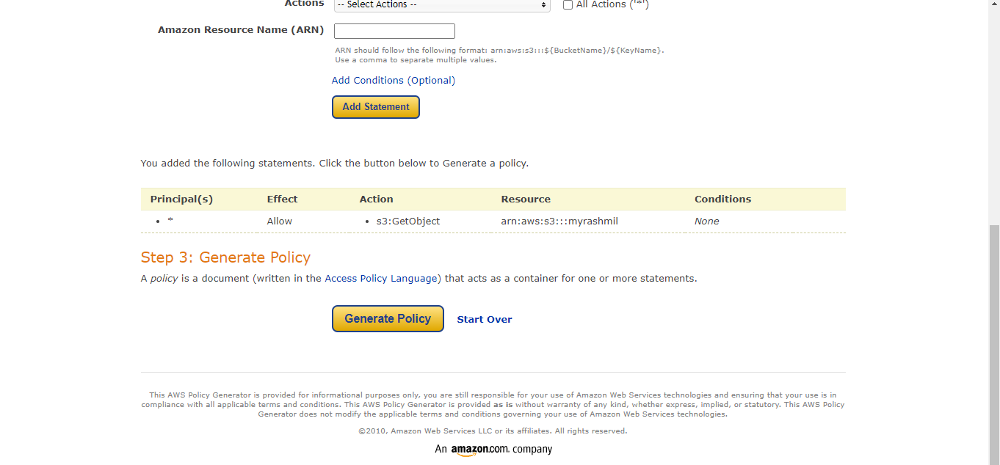 Actions -- Select Actions -- All Actions ('*')
Amazon Resource Name (ARN)
ARN should follow the following format: arn:aws:s3:::${BucketName}/${KeyName}.
Use a comma to separate multiple values.
Add Conditions (Optional)
Add Statement
You added the following statements. Click the button below to Generate a policy.
Principal(s) Effect Action Resource Conditions
• * Allow • s3:GetObject arn:aws:s3:::myrashmil None
Step 3: Generate Policy
A policy is a document (written in the Access Policy Language) that acts as a container for one or more statements.
Generate Policy Start Over
This AWS Policy Generator is provided for informational purposes only, you are still responsible for your use of Amazon Web Services technologies and ensuring that your use is in
compliance with all applicable terms and conditions. This AWS Policy Generator is provided as is without warranty of any kind, whether express, implied, or statutory. This AWS Policy
Generator does not modify the applicable terms and conditions governing your use of Amazon Web Services technologies.
©2010, Amazon Web Services LLC or its affiliates. All rights reserved.
An amazon.com. company